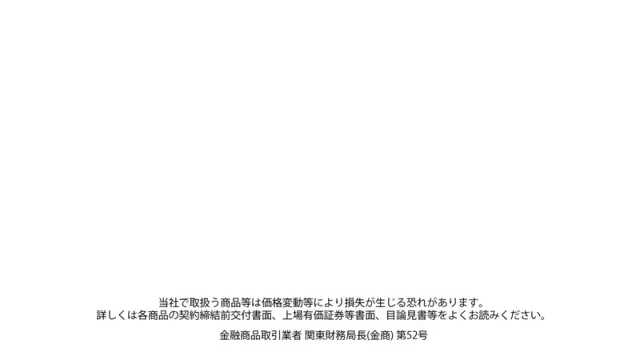 当社で取扱う商品等は価格変動等により損失が生じる恐れがあります。
詳しくは各商品の契約締結前交付書面、上場有価証券等書面、目論見書等をよくお読みください。
金融商品取引業者 関東財務局長(金商) 第52号